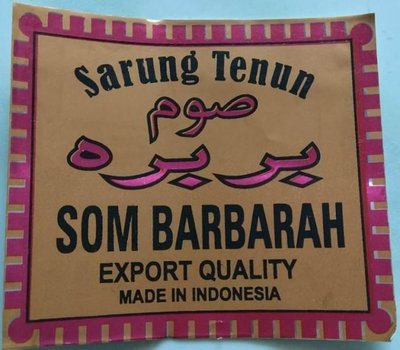 Sarung Tenun
صوم
بربره
SOM BARBARAH
EXPORT QUALITY
MADE IN INDONESIA